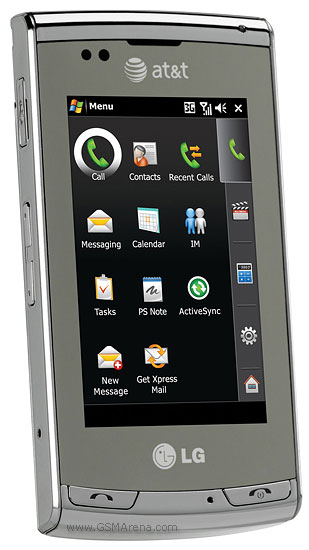 at&t
Menu 3G
Call Contacts Recent Calls
Messaging Calendar IM
Tasks PS Note ActiveSync
New Message Get Xpress Mail
LG
www.GSMArena.com